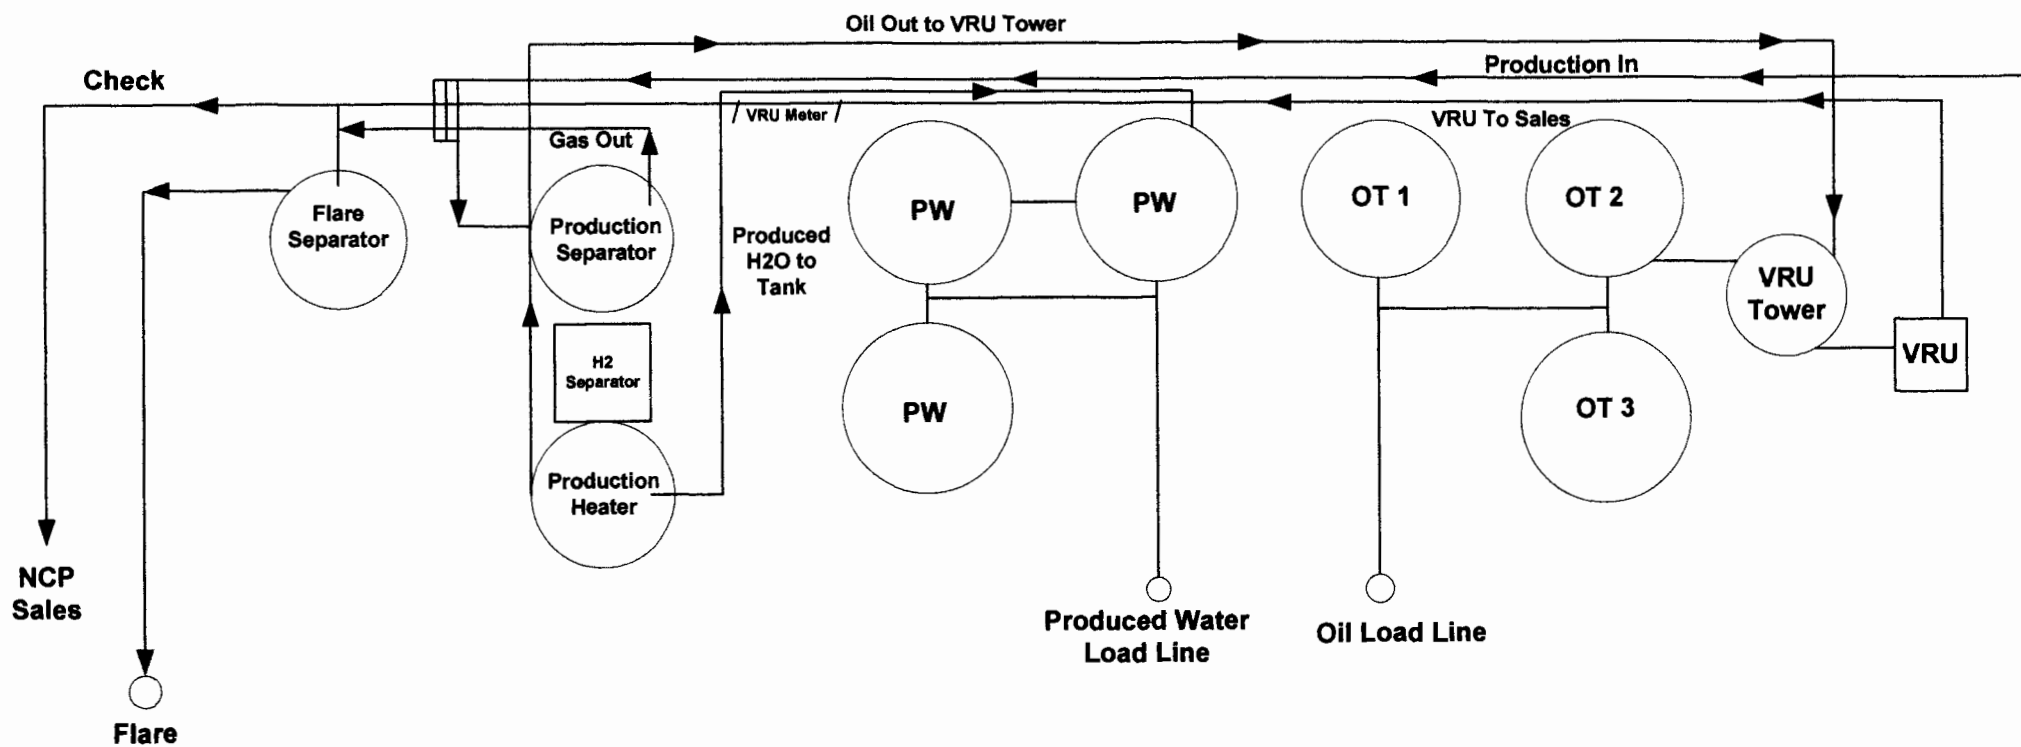 Oil Out to VRU Tower
Check
Production In
/ VRU Meter /
VRU To Sales
Gas Out
Flare
Separator
Production
Separator
Produced
H2O to
Tank
PW
PW
OT 1
OT 2
VRU
Tower
VRU
H2
Separator
PW
OT 3
Production
Heater
NCP
Sales
Produced Water
Load Line
Oil Load Line
Flare